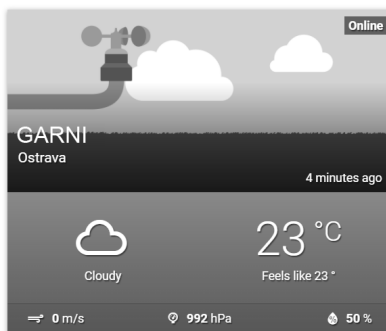 Online
GARNI
Ostrava
4 minutes ago
23 °C
Cloudy
Feels like 23 °
0 m/s
992 hPa
50 %